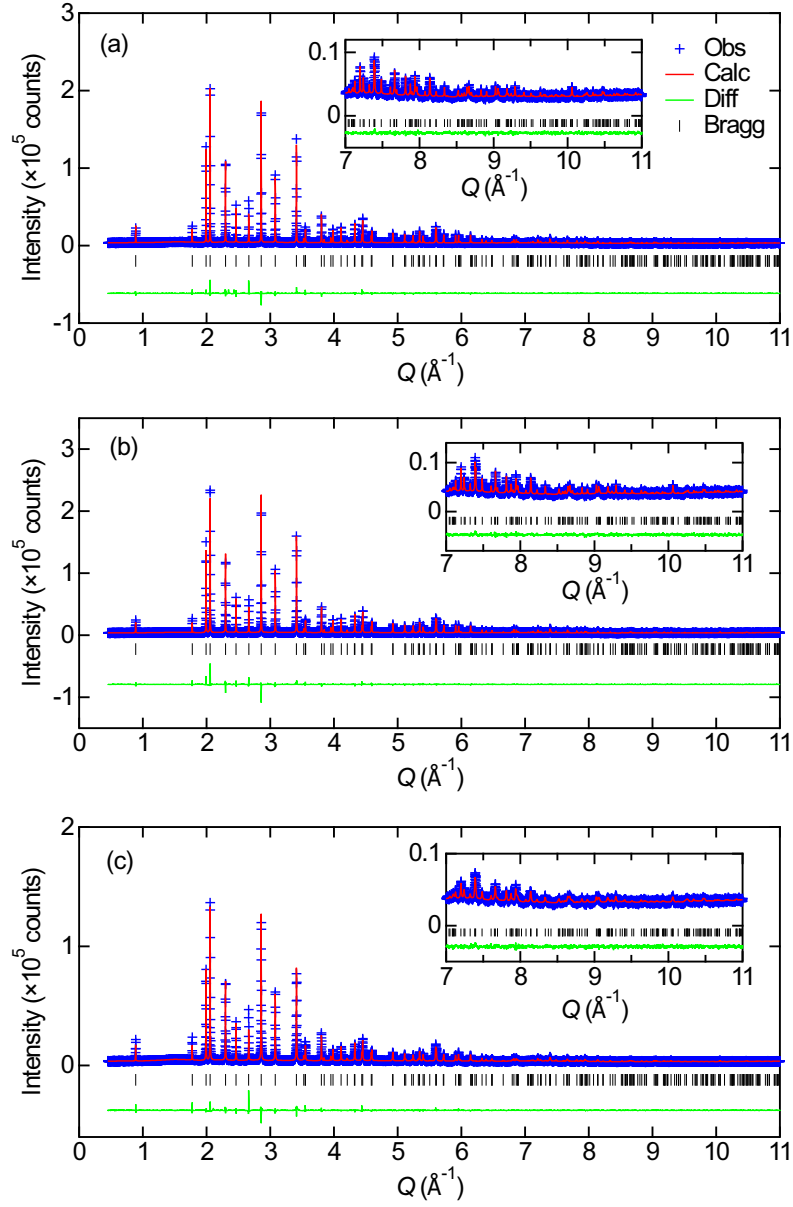 3
(a)
0.1
0
7 8 9 10 11
Q (Å⁻¹)
Obs
Calc
Diff
Bragg
2
1
0
-1
Intensity (×10⁵ counts)
0 1 2 3 4 5 6 7 8 9 10 11
Q (Å⁻¹)
3
(b)
0.1
0
7 8 9 10 11
Q (Å⁻¹)
2
1
0
-1
Intensity (×10⁵ counts)
0 1 2 3 4 5 6 7 8 9 10 11
Q (Å⁻¹)
2
(c)
0.1
0
7 8 9 10 11
Q (Å⁻¹)
1
0
Intensity (×10⁵ counts)
0 1 2 3 4 5 6 7 8 9 10 11
Q (Å⁻¹)